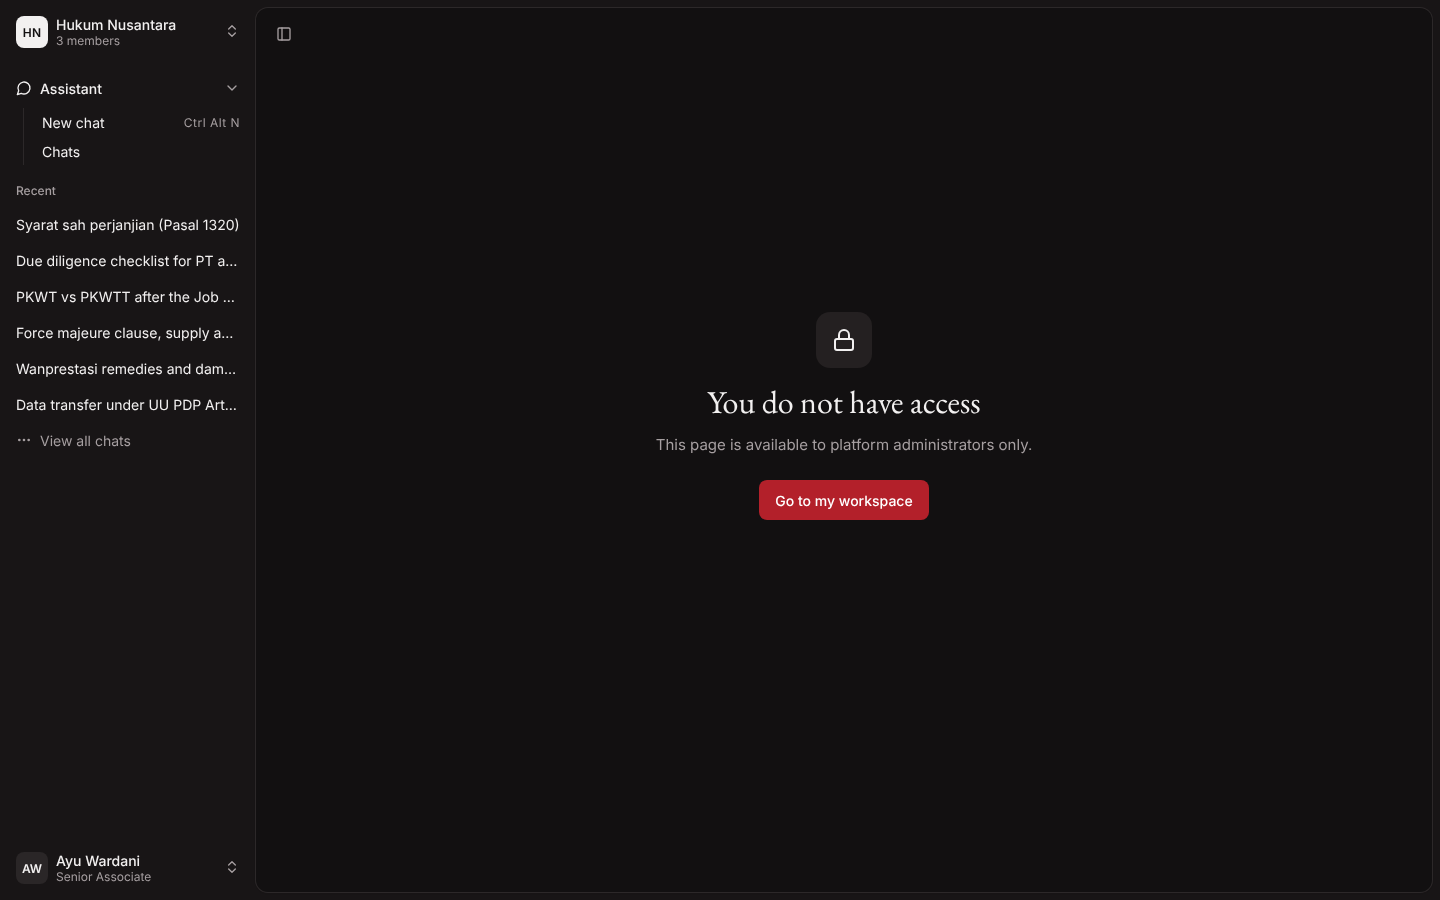 HN
Hukum Nusantara
3 members
Assistant
New chat Ctrl Alt N
Chats
Recent
Syarat sah perjanjian (Pasal 1320)
Due diligence checklist for PT a...
PKWT vs PKWTT after the Job ...
Force majeure clause, supply a...
Wanprestasi remedies and dam...
Data transfer under UU PDP Art...
View all chats
AW
Ayu Wardani
Senior Associate
You do not have access
This page is available to platform administrators only.
Go to my workspace